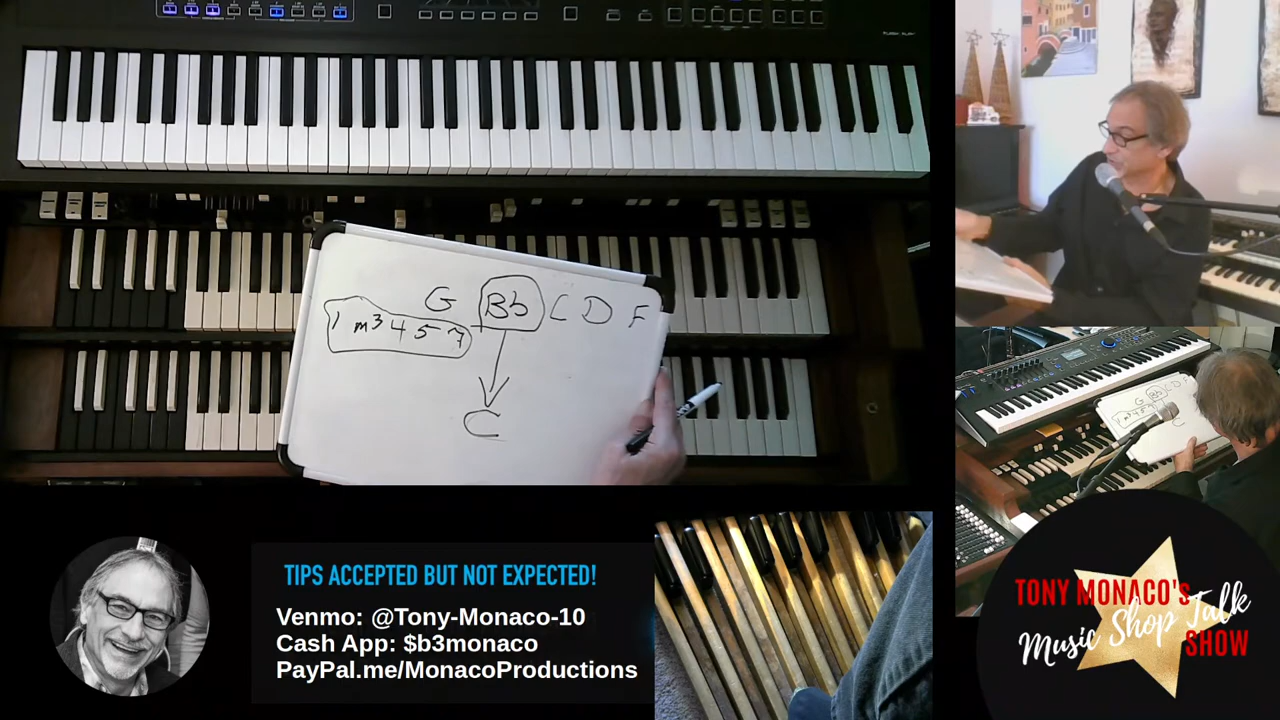 G Bb C D F
1 m3 4 5 7
C
TIPS ACCEPTED BUT NOT EXPECTED!
Venmo: @Tony-Monaco-10
Cash App: $b3monaco
PayPal.me/MonacoProductions
TONY MONACO'S
Music Shop Talk
SHOW